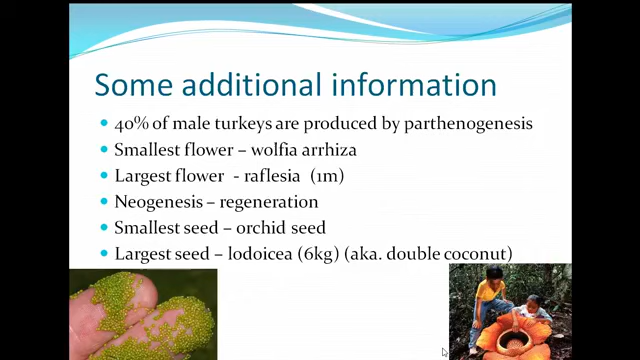 Some additional information
40% of male turkeys are produced by parthenogenesis
Smallest flower – wolfia arrhiza
Largest flower - raflesia (1m)
Neogenesis – regeneration
Smallest seed – orchid seed
Largest seed – lodoicea (6kg) (aka. double coconut)